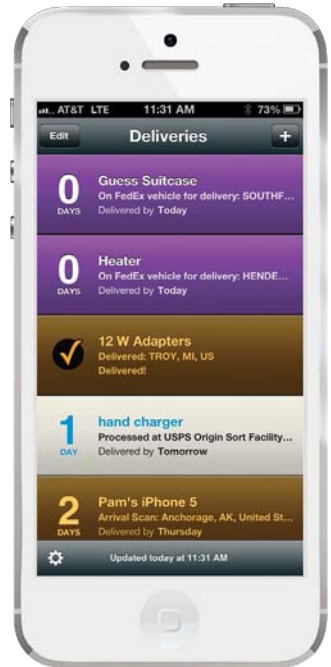 AT&T LTE 11:31 AM 73%
Edit Deliveries +
0
DAYS
Guess Suitcase
On FedEx vehicle for delivery: SOUTHF...
Delivered by Today
0
DAYS
Heater
On FedEx vehicle for delivery: HENDE...
Delivered by Today
12 W Adapters
Delivered: TROY, MI, US
Delivered!
1
DAY
hand charger
Processed at USPS Origin Sort Facility,...
Delivered by Tomorrow
2
DAYS
Pam's iPhone 5
Arrival Scan: Anchorage, AK, United St...
Delivered by Thursday
Updated today at 11:31 AM